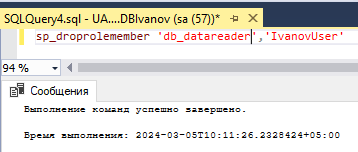 SQLQuery4.sql - UA....DBIvanov (sa (57))*
sp_droprolemember 'db_datareader','IvanovUser'
94 %
Сообщения
Выполнение команд успешно завершено.
Время выполнения: 2024-03-05T10:11:26.2328424+05:00